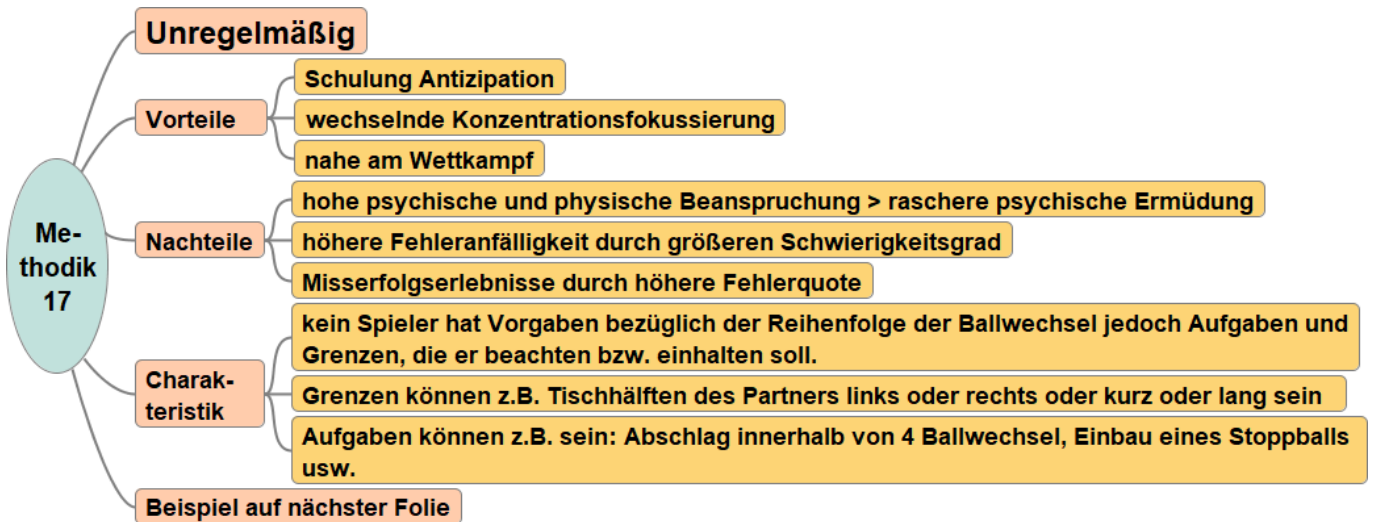 Me-
thodik
17
Unregelmäßig
Vorteile
Schulung Antizipation
wechselnde Konzentrationsfokussierung
nahe am Wettkampf
Nachteile
hohe psychische und physische Beanspruchung > raschere psychische Ermüdung
höhere Fehleranfälligkeit durch größeren Schwierigkeitsgrad
Misserfolgserlebnisse durch höhere Fehlerquote
Charak-
teristik
kein Spieler hat Vorgaben bezüglich der Reihenfolge der Ballwechsel jedoch Aufgaben und
Grenzen, die er beachten bzw. einhalten soll.
Grenzen können z.B. Tischhälften des Partners links oder rechts oder kurz oder lang sein
Aufgaben können z.B. sein: Abschlag innerhalb von 4 Ballwechsel, Einbau eines Stoppballs
usw.
Beispiel auf nächster Folie